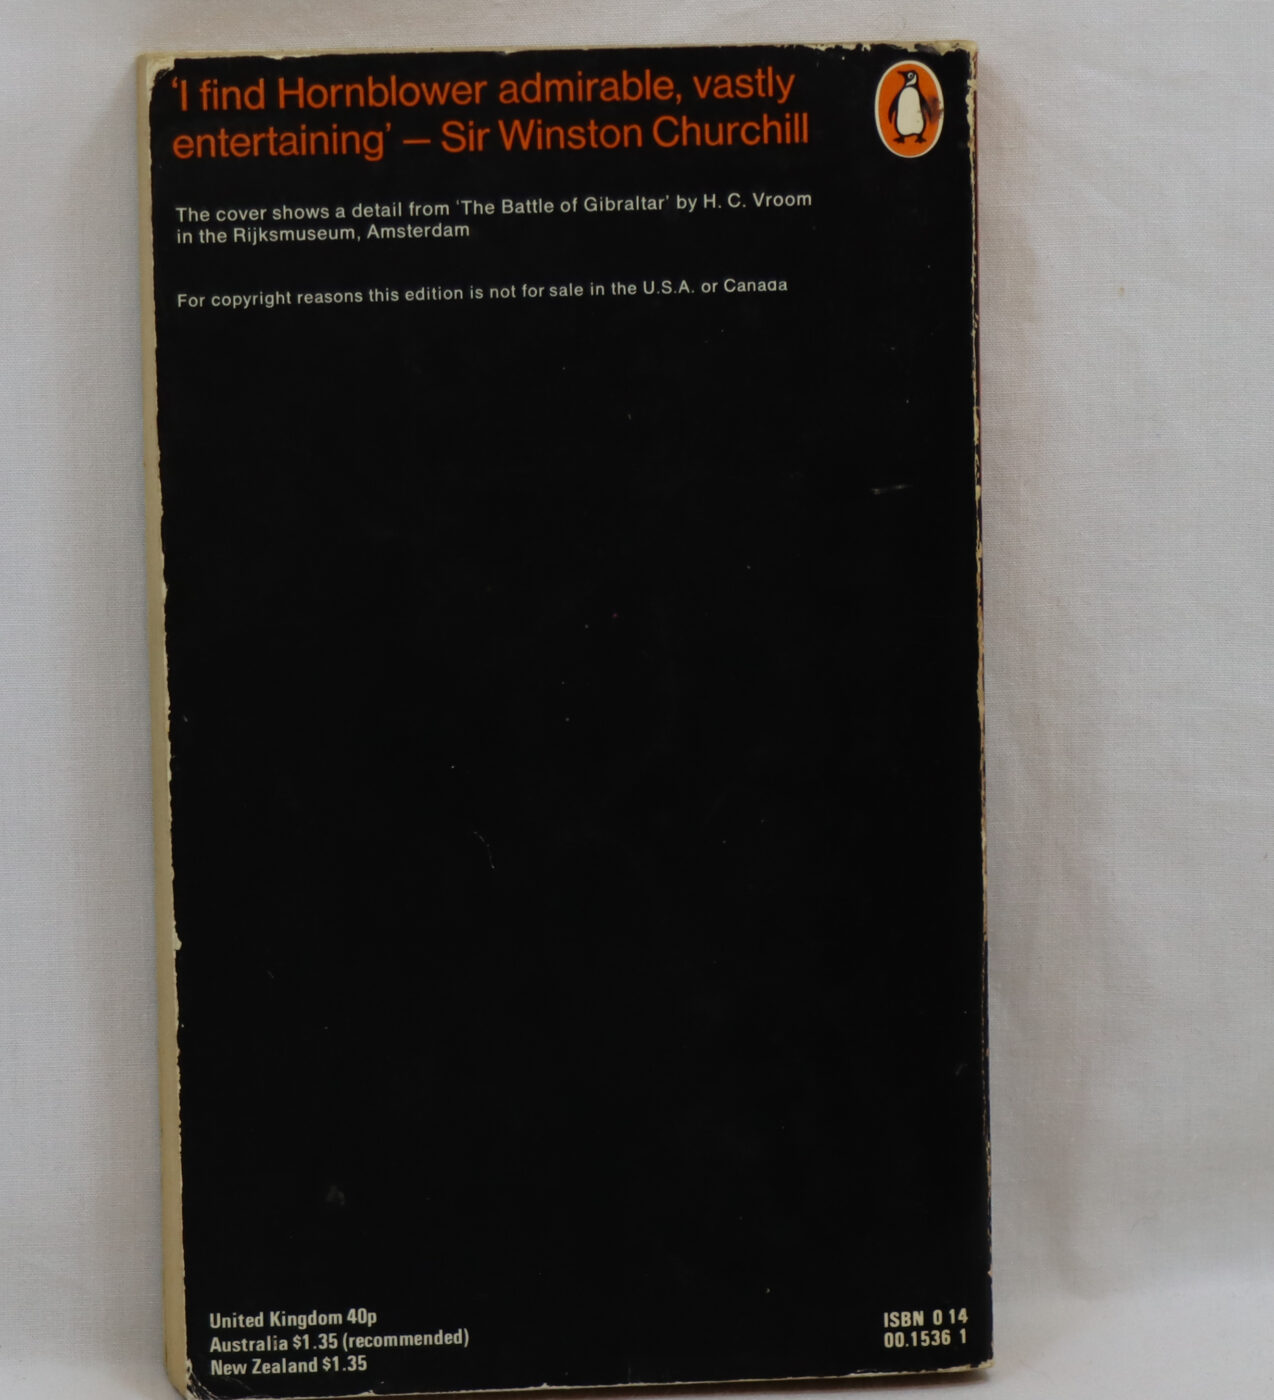 ‘I find Hornblower admirable, vastly
entertaining’ — Sir Winston Churchill
The cover shows a detail from ‘The Battle of Gibraltar’ by H. C. Vroom
in the Rijksmuseum, Amsterdam
For copyright reasons this edition is not for sale in the U.S.A. or Canada
United Kingdom 40p
Australia $1.35 (recommended)
New Zealand $1.35
ISBN 0 14
00.1536 1